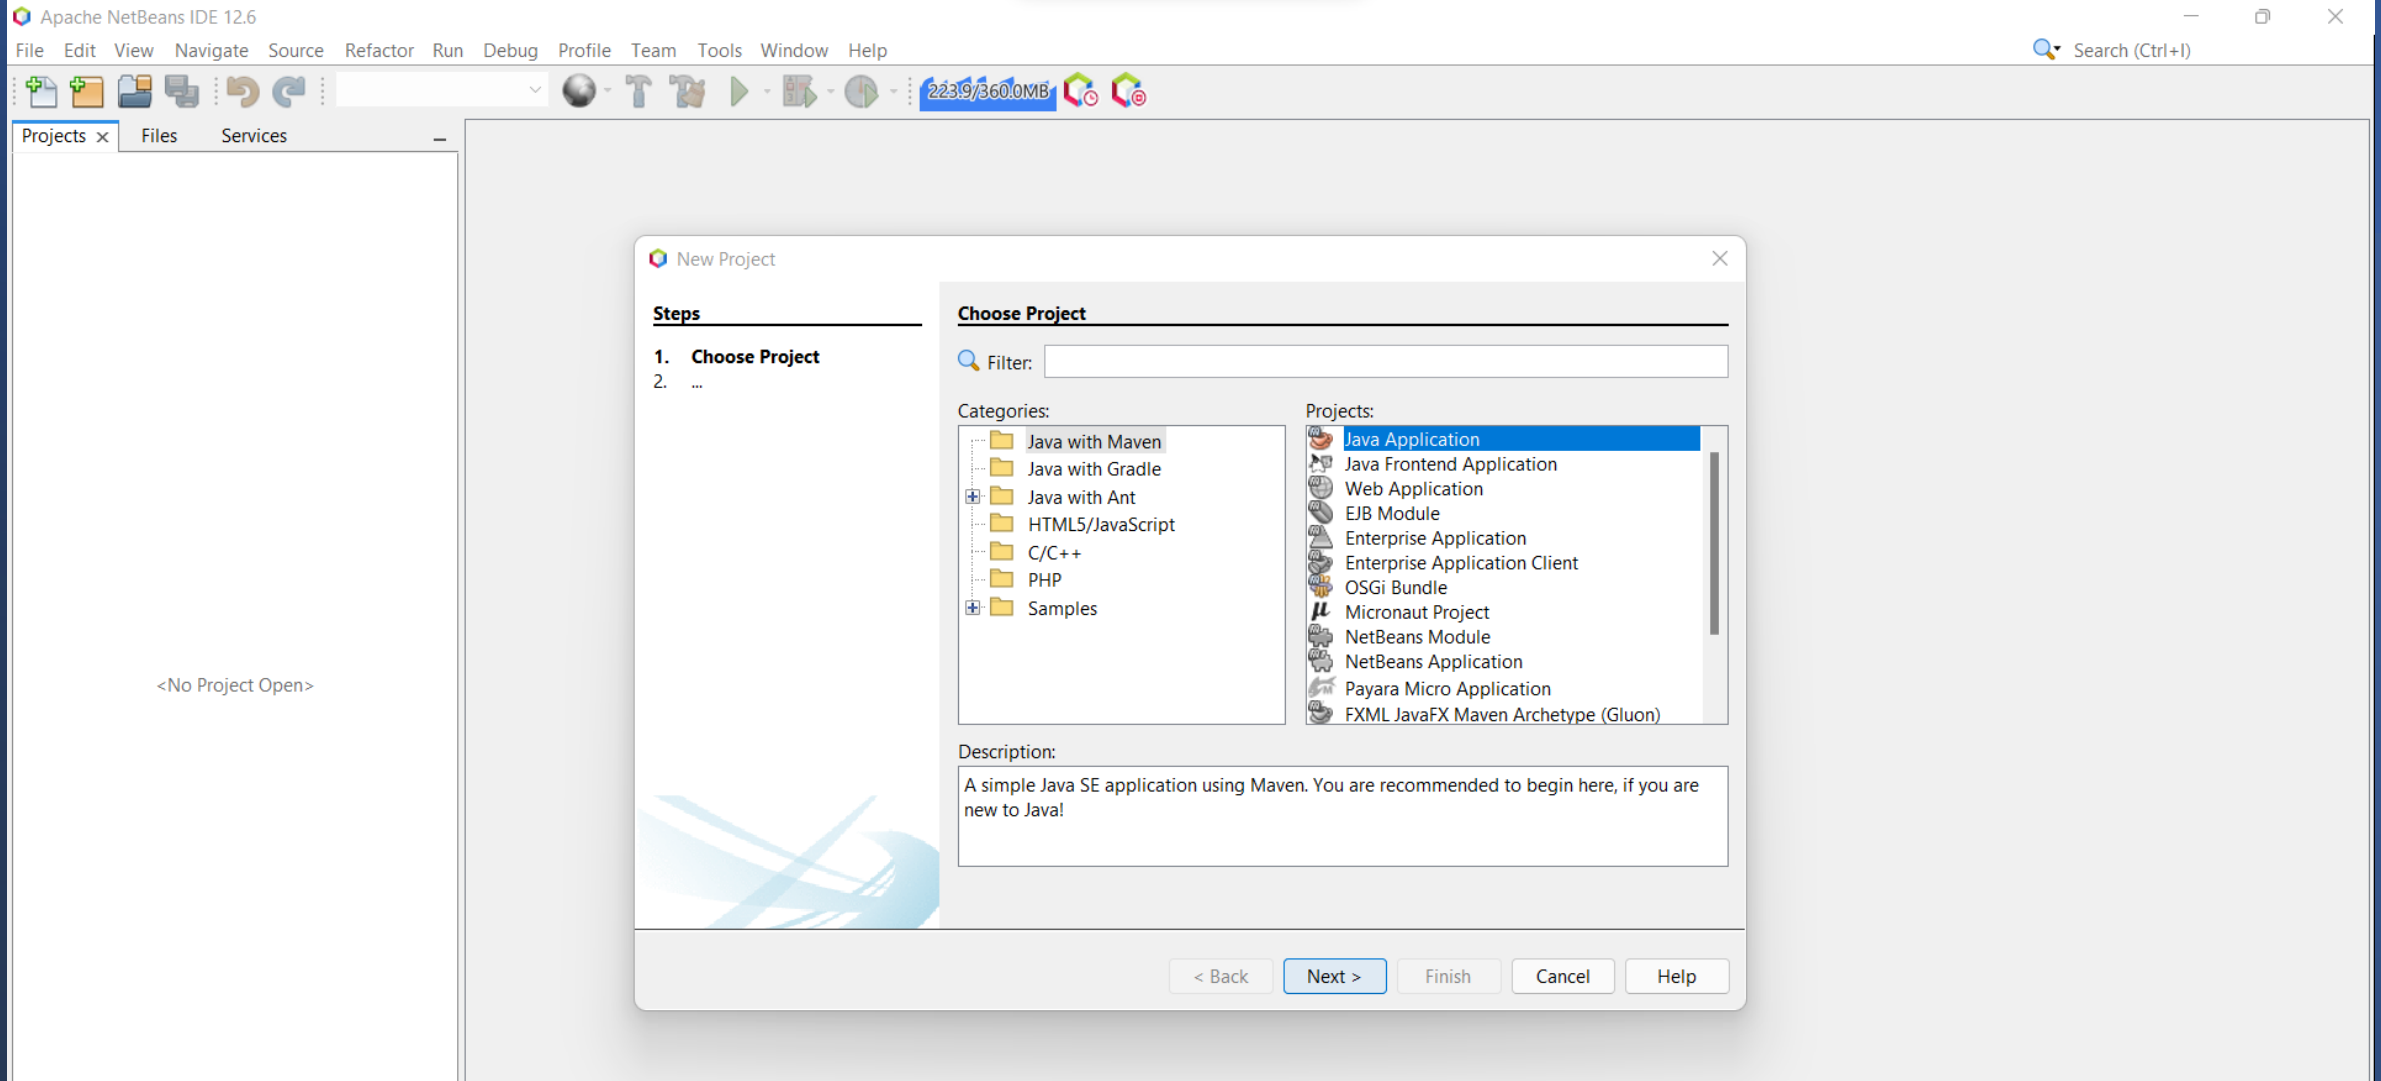 Apache NetBeans IDE 12.6
File Edit View Navigate Source Refactor Run Debug Profile Team Tools Window Help
Search (Ctrl+I)
223.9/360.0MB
Projects Files Services
<No Project Open>
New Project
Steps
1. Choose Project
2. ...
Choose Project
Filter:
Categories:
Java with Maven
Java with Gradle
Java with Ant
HTML5/JavaScript
C/C++
PHP
Samples
Projects:
Java Application
Java Frontend Application
Web Application
EJB Module
Enterprise Application
Enterprise Application Client
OSGi Bundle
Micronaut Project
NetBeans Module
NetBeans Application
Payara Micro Application
FXML JavaFX Maven Archetype (Gluon)
Description:
A simple Java SE application using Maven. You are recommended to begin here, if you are
new to Java!
< Back Next > Finish Cancel Help